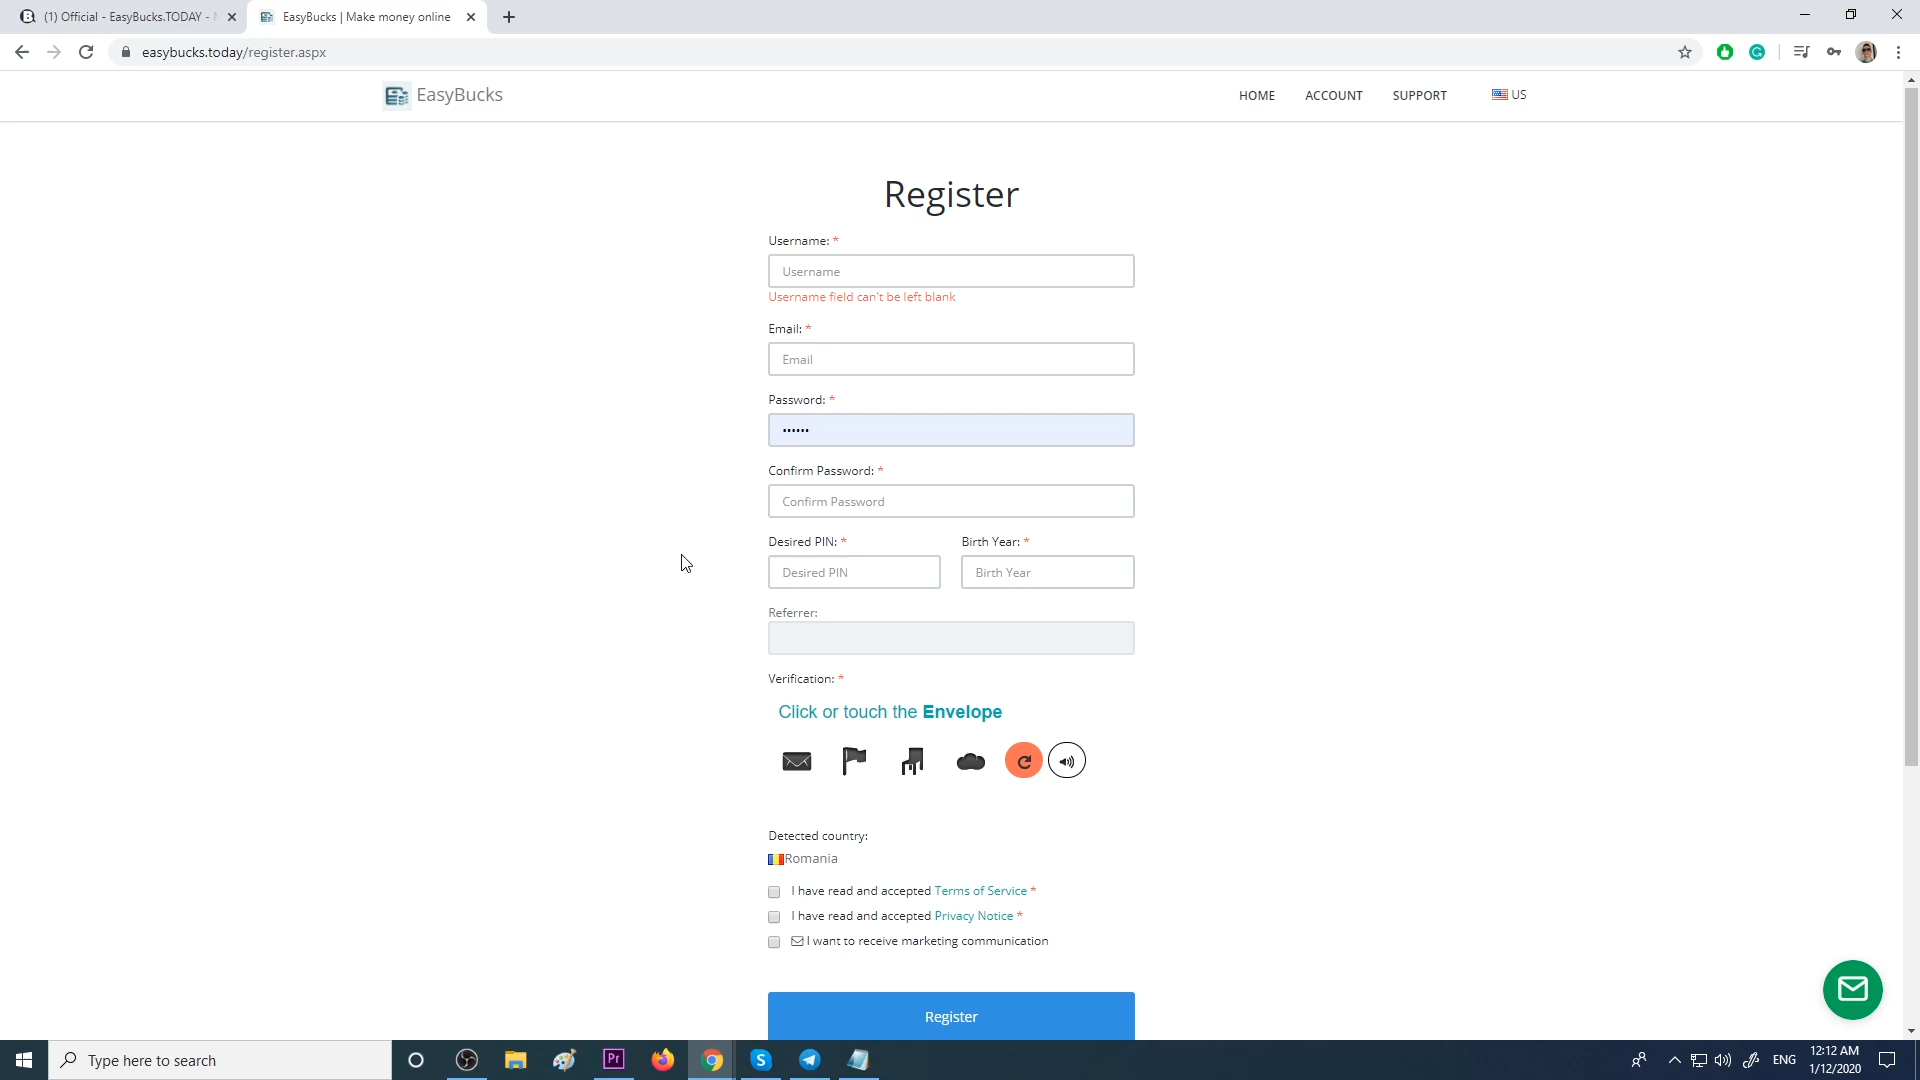 (1) Official - EasyBucks.TODAY -
EasyBucks | Make money online
easybucks.today/register.aspx
EasyBucks
HOME
ACCOUNT
SUPPORT
US
Register
Username: *
Username
Username field can't be left blank
Email: *
Email
Password: *
••••••
Confirm Password: *
Confirm Password
Desired PIN: *
Birth Year: *
Desired PIN
Birth Year
Referrer:
Verification: *
Click or touch the Envelope
Detected country:
Romania
I have read and accepted Terms of Service *
I have read and accepted Privacy Notice *
I want to receive marketing communication
Register
Type here to search
Pr
ENG
12:12 AM
1/12/2020